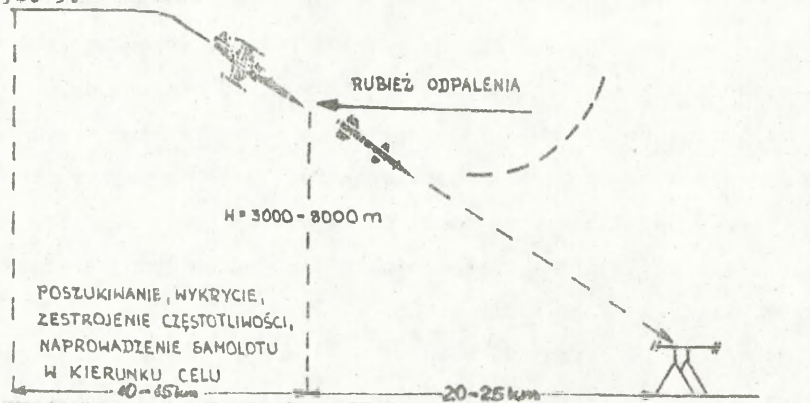 RUBIEŻ ODPALENIA
H = 3000 - 8000 m
POSZUKIWANIE, WYKRYCIE,
ZESTROJENIE CZĘSTOTLIWOŚCI,
NAPROWADZENIE SAMOLOTU
W KIERUNKU CELU
20-25 km